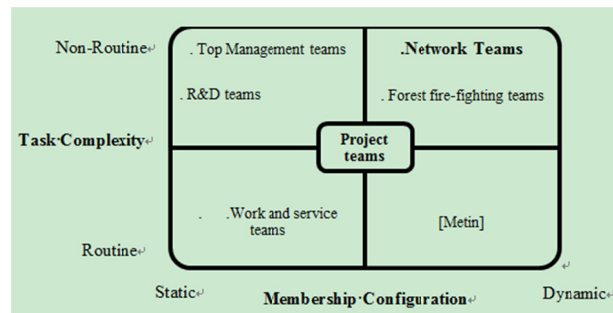 Non-Routine
. Top Management teams
.Network Teams
. R&D teams
. Forest fire-fighting teams
Task·Complexity
Project
teams
. .Work and service
teams
[Metin]
Routine
Static
Membership·Configuration
Dynamic